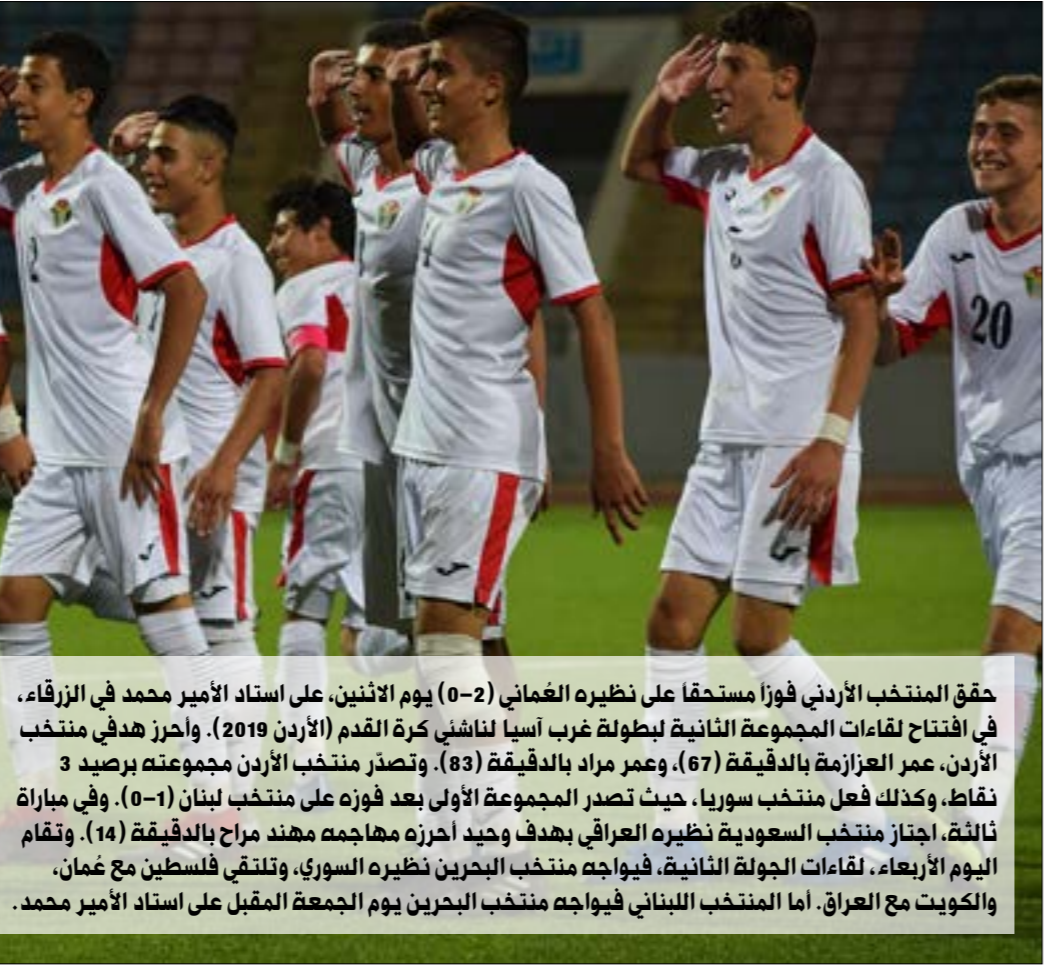 حقق المنتخب الأردني فوزاً مستحقاً على نظيره العُماني (2–0) يوم الاثنين، على استاد الأمير محمد في الزرقاء،
في افتتاح لقاءات المجموعة الثانية لبطولة غرب آسيا لناشئي كرة القدم (الأردن 2019). وأحرز هدفي منتخب
الأردن، عمر العزازمة بالدقيقة (67)، وعمر مراد بالدقيقة (83). وتصدّر منتخب الأردن مجموعته برصيد 3
نقاط، وكذلك فعل منتخب سوريا، حيث تصدر المجموعة الأولى بعد فوزه على منتخب لبنان (1–0). وفي مباراة
ثالثة، اجتاز منتخب السعودية نظيره العراقي بهدف وحيد أحرزه مهاجمه مهند مراح بالدقيقة (14). وتقام
اليوم الأربعاء، لقاءات الجولة الثانية، فيواجه منتخب البحرين نظيره السوري، وتلتقي فلسطين مع عُمان،
والكويت مع العراق. أما المنتخب اللبناني فيواجه منتخب البحرين يوم الجمعة المقبل على استاد الأمير محمد.
20